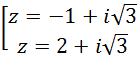 z = −1 + i√3
z = 2 + i√3